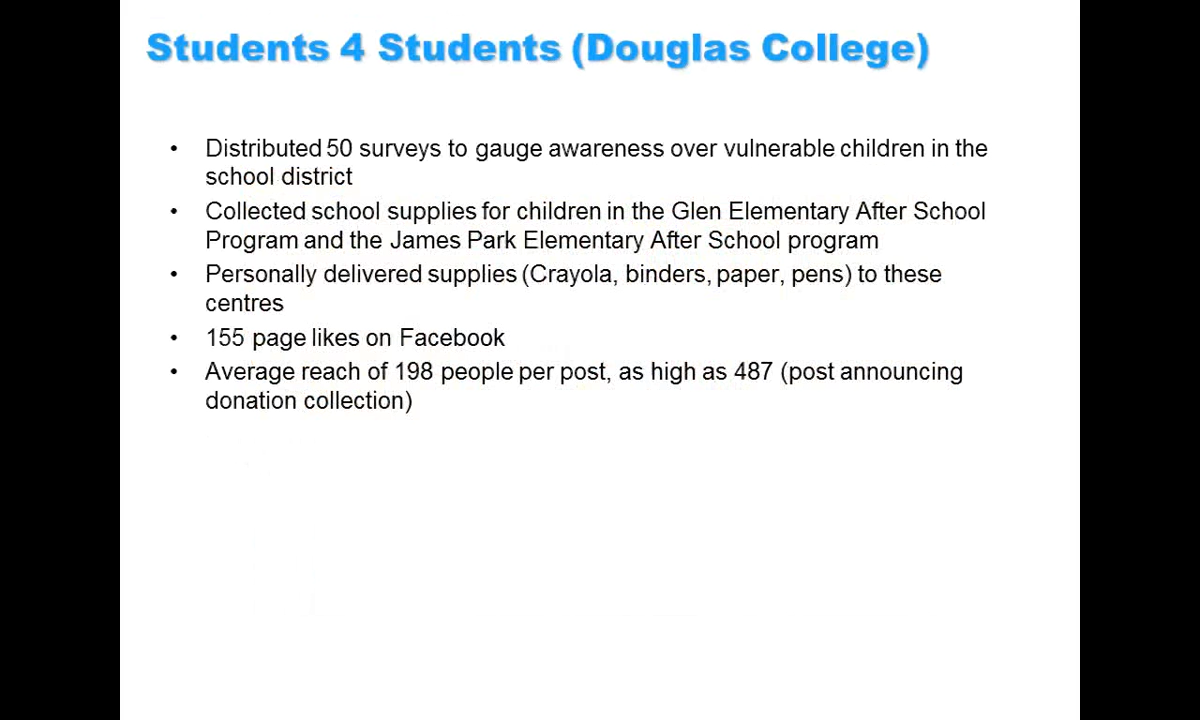 Students 4 Students (Douglas College)
• Distributed 50 surveys to gauge awareness over vulnerable children in the
school district
• Collected school supplies for children in the Glen Elementary After School
Program and the James Park Elementary After School program
• Personally delivered supplies (Crayola, binders, paper, pens) to these
centres
• 155 page likes on Facebook
• Average reach of 198 people per post, as high as 487 (post announcing
donation collection)